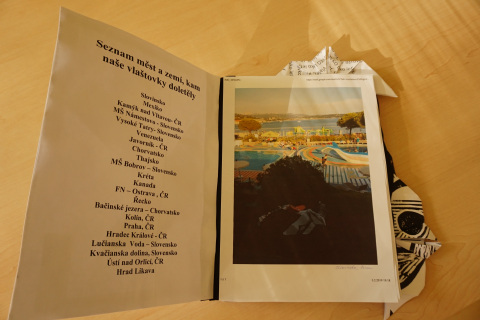 Seznam měst a zemí, kam
naše vlaštovky doletěly
Slovinsko
Mexiko
Kamýk nad Vltavou- ČR
MŠ Námestovo - Slovensko
Vysoké Tatry- Slovensko
Venezuela
Javorník - ČR
Chorvatsko
Thajsko
MŠ Bobrov – Slovensko
Kréta
Kanada
FN – Ostrava , ČR
Řecko
Bačinské jezera – Chorvatsko
Kolín, ČR
Praha, ČR
Hradec Králové - ČR
Lučianska Voda – Slovensko
Kvačianska dolina, Slovensko
Ústí nad Orlicí, ČR
Hrad Likava